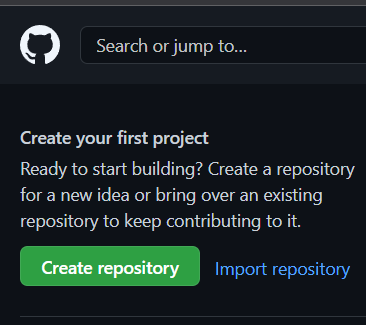 Search or jump to...
Create your first project
Ready to start building? Create a repository
for a new idea or bring over an existing
repository to keep contributing to it.
Create repository
Import repository